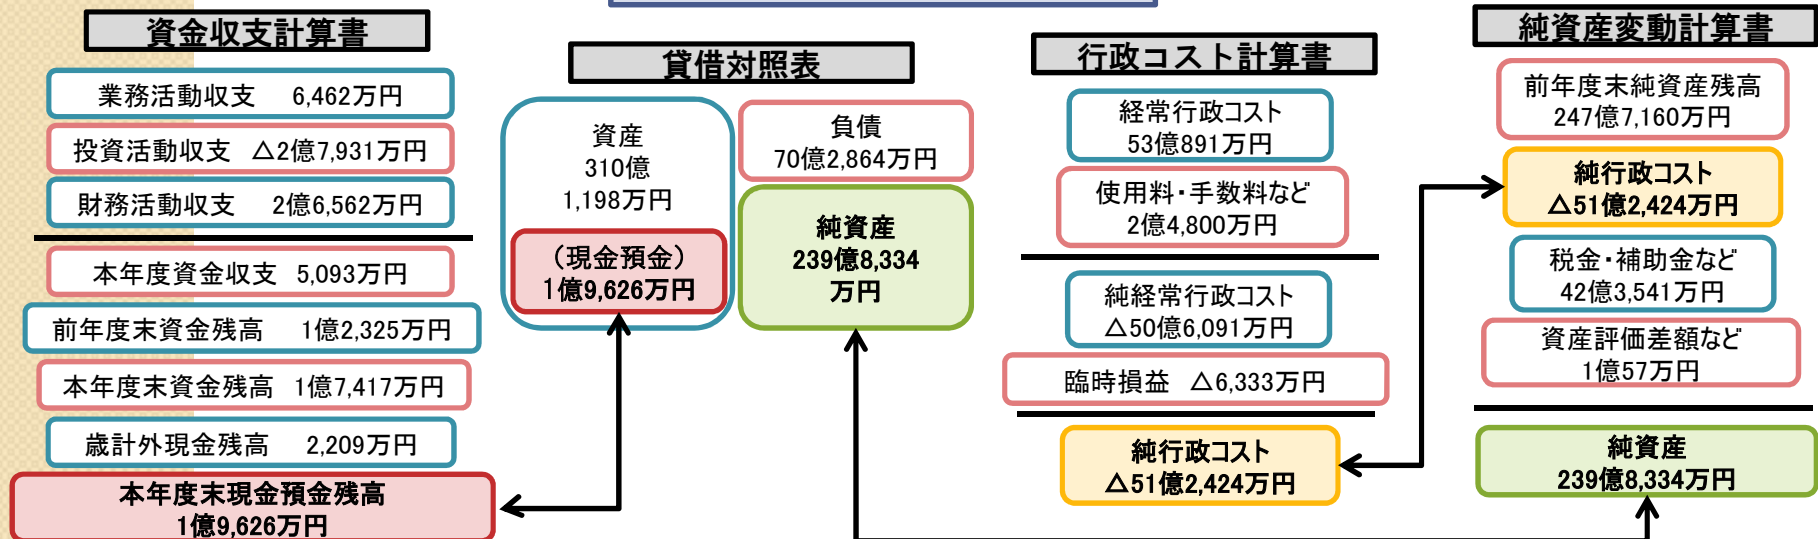 資金収支計算書
業務活動収支 6,462万円
投資活動収支 △2億7,931万円
財務活動収支 2億6,562万円
本年度資金収支 5,093万円
前年度末資金残高 1億2,325万円
本年度末資金残高 1億7,417万円
歳計外現金残高 2,209万円
本年度末現金預金残高
1億9,626万円
貸借対照表
資産
310億
1,198万円
（現金預金）
1億9,626万円
負債
70億2,864万円
純資産
239億8,334
万円
行政コスト計算書
経常行政コスト
53億891万円
使用料・手数料など
2億4,800万円
純経常行政コスト
△50億6,091万円
臨時損益 △6,333万円
純行政コスト
△51億2,424万円
純資産変動計算書
前年度末純資産残高
247億7,160万円
純行政コスト
△51億2,424万円
税金・補助金など
42億3,541万円
資産評価差額など
1億57万円
純資産
239億8,334万円